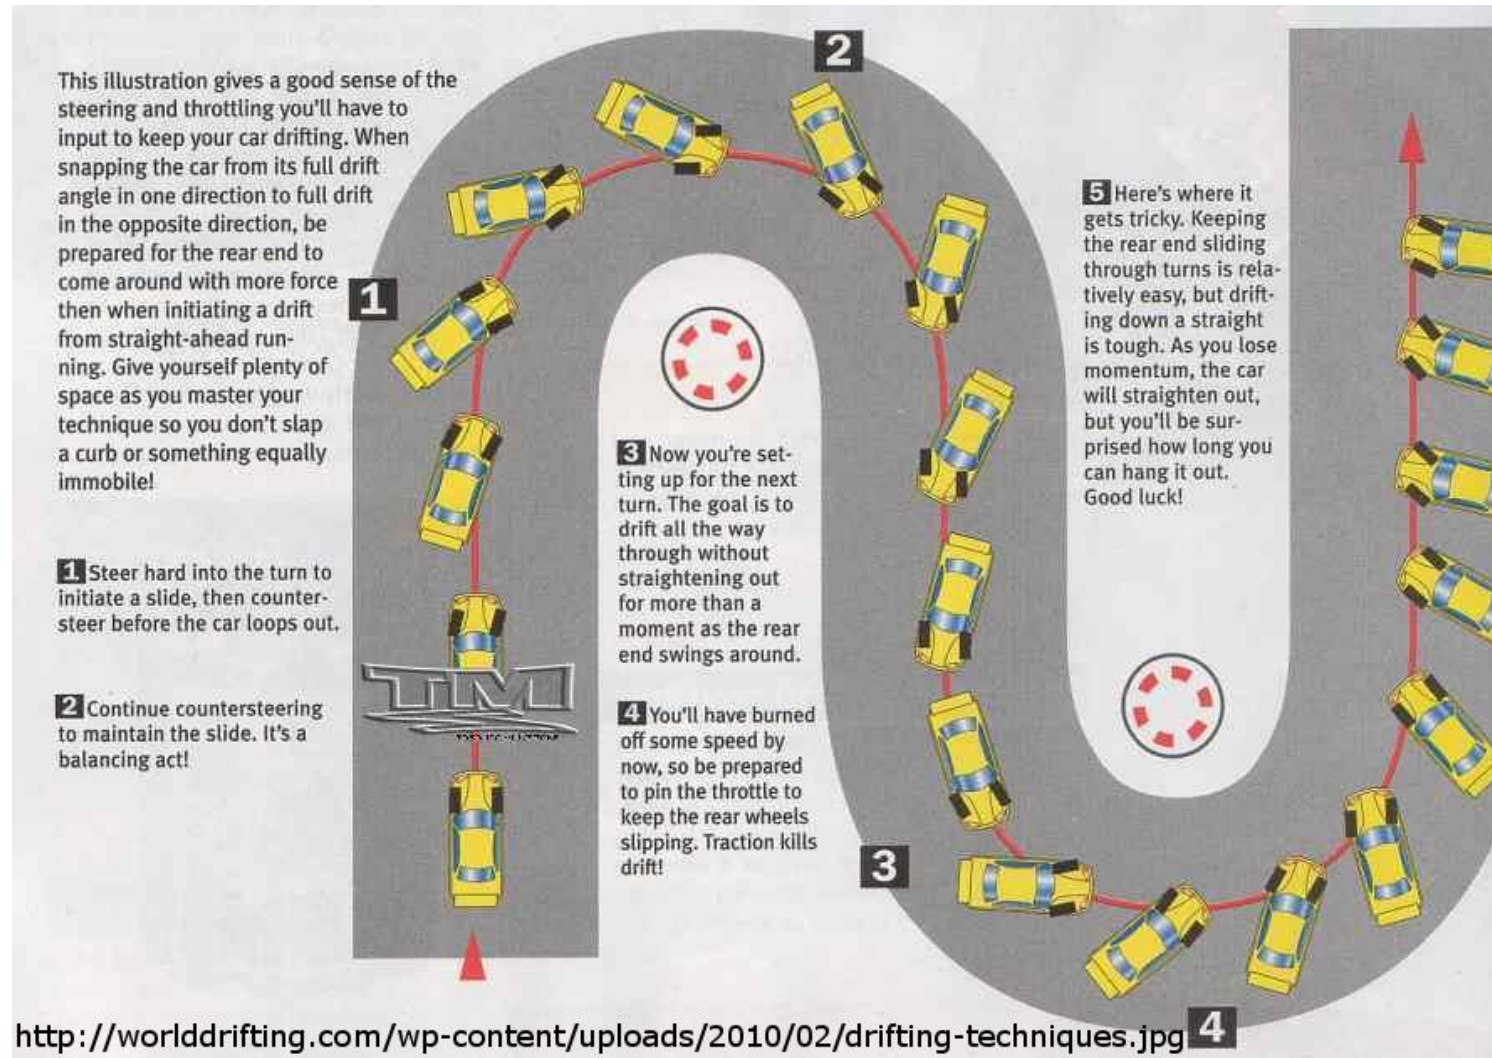 This illustration gives a good sense of the
steering and throttling you'll have to
input to keep your car drifting. When
snapping the car from its full drift
angle in one direction to full drift
in the opposite direction, be
prepared for the rear end to
come around with more force
then when initiating a drift
from straight-ahead run-
ning. Give yourself plenty of
space as you master your
technique so you don't slap
a curb or something equally
immobile!
1 Steer hard into the turn to
initiate a slide, then counter-
steer before the car loops out.
2 Continue countersteering
to maintain the slide. It's a
balancing act!
1
2
3 Now you're set-
ting up for the next
turn. The goal is to
drift all the way
through without
straightening out
for more than a
moment as the rear
end swings around.
4 You'll have burned
off some speed by
now, so be prepared
to pin the throttle to
keep the rear wheels
slipping. Traction kills
drift!
3
5 Here's where it
gets tricky. Keeping
the rear end sliding
through turns is rela-
tively easy, but drift-
ing down a straight
is tough. As you lose
momentum, the car
will straighten out,
but you'll be sur-
prised how long you
can hang it out.
Good luck!
TM
4
http://worlddrifting.com/wp-content/uploads/2010/02/drifting-techniques.jpg